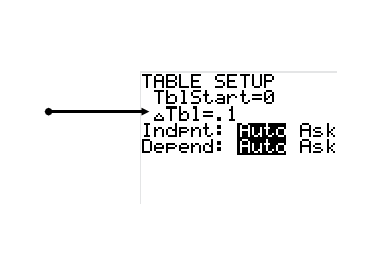 TABLE SETUP
TblStart=0
△Tbl=.1
Indpnt: Auto Ask
Depend: Auto Ask